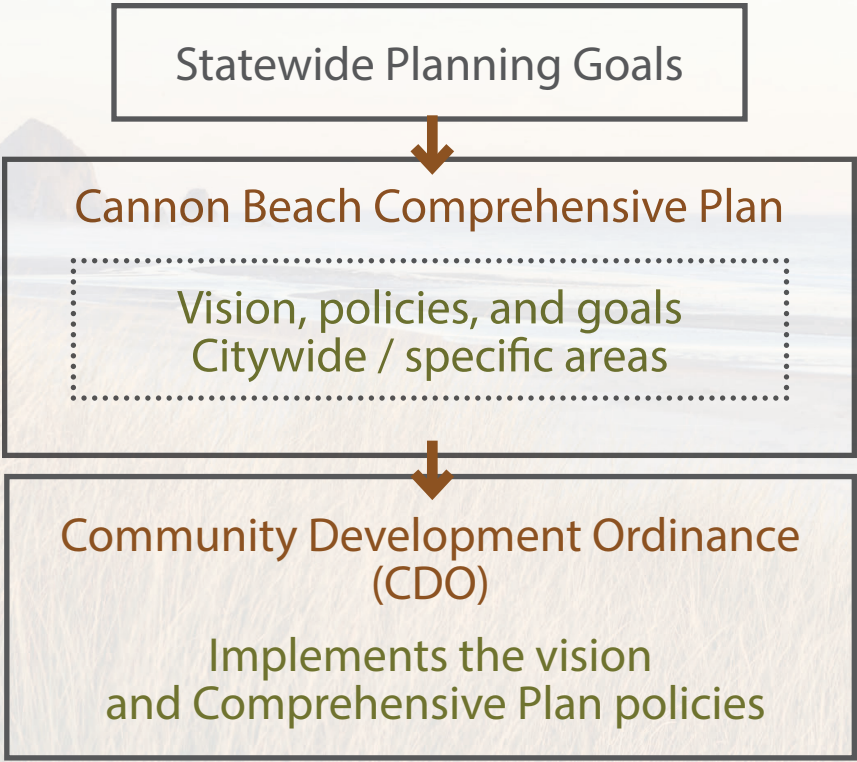 Statewide Planning Goals
Cannon Beach Comprehensive Plan
Vision, policies, and goals
Citywide / specific areas
Community Development Ordinance
(CDO)
Implements the vision
and Comprehensive Plan policies